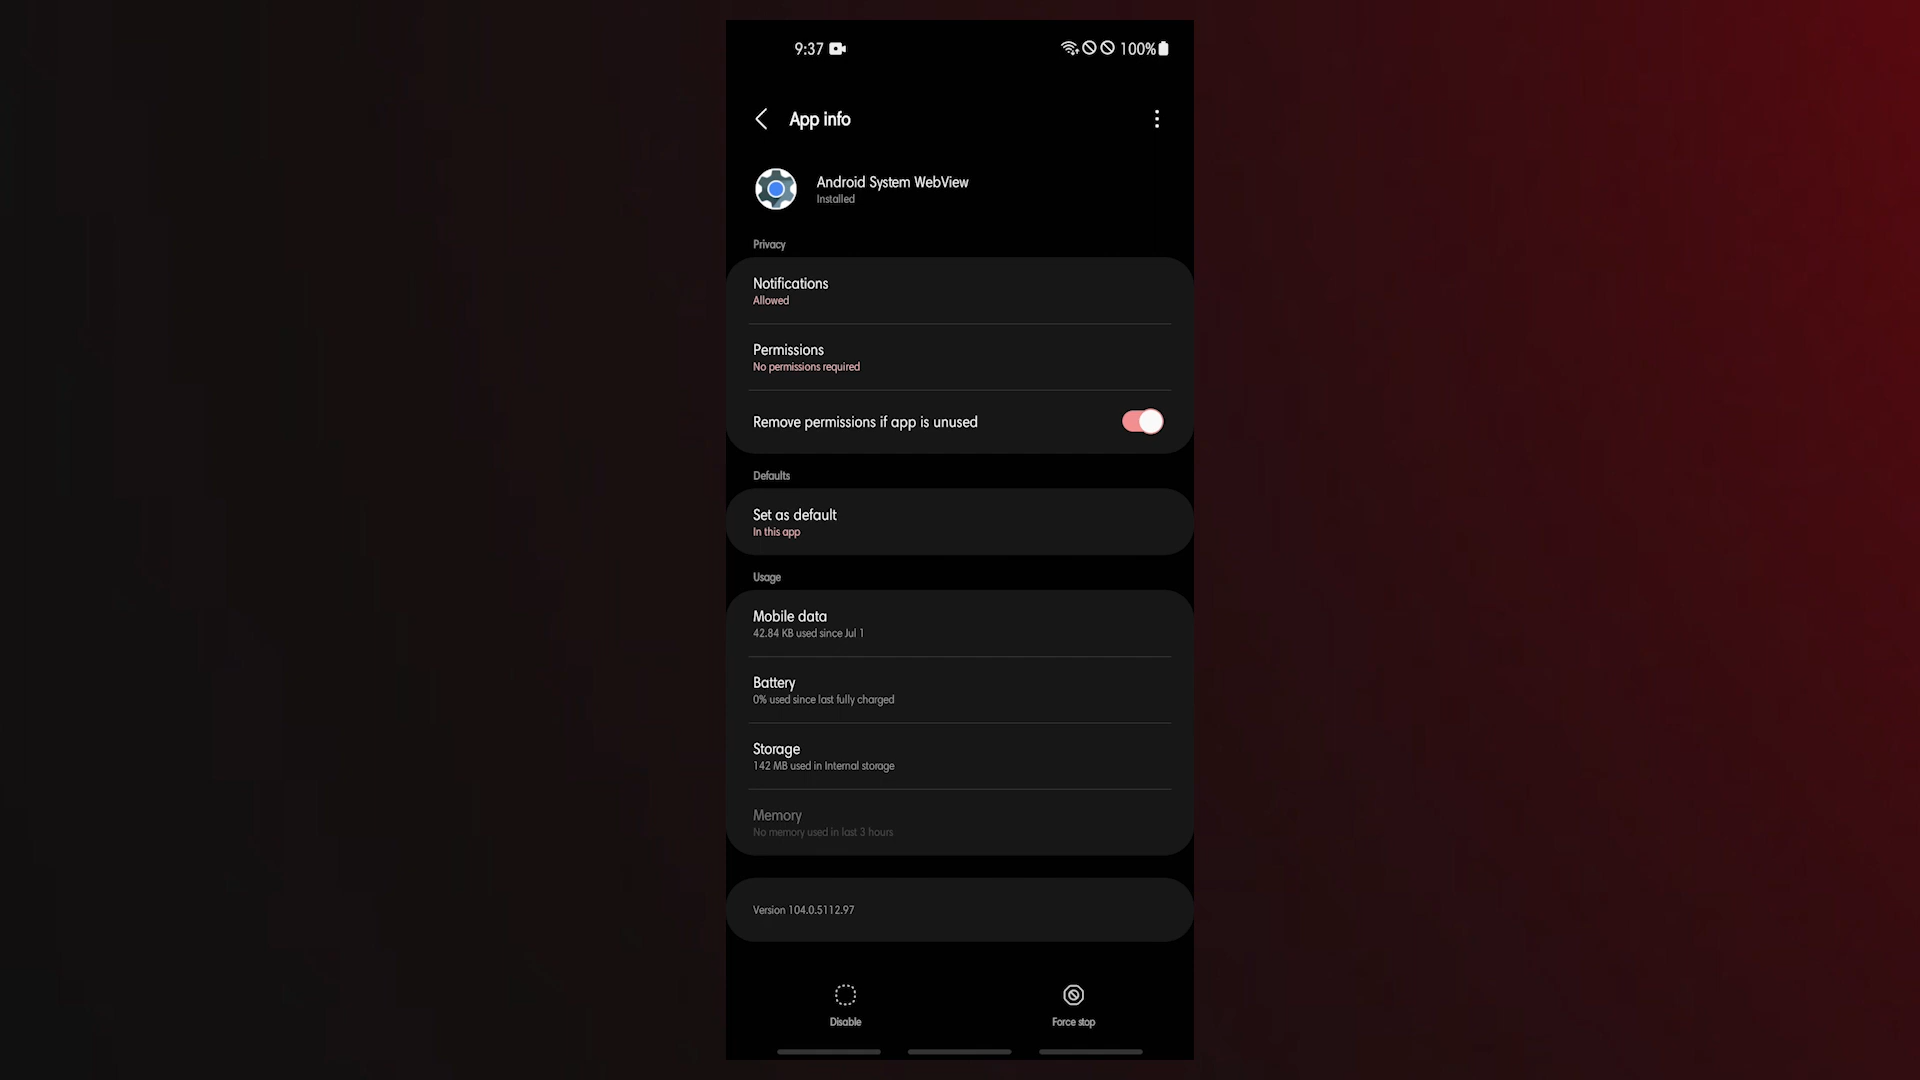 9:37
100%
App info
Android System WebView
Installed
Privacy
Notifications
Allowed
Permissions
No permissions required
Remove permissions if app is unused
Defaults
Set as default
In this app
Usage
Mobile data
42.84 KB used since Jul 1
Battery
0% used since last fully charged
Storage
142 MB used in Internal storage
Memory
No memory used in last 3 hours
Version 104.0.5112.97
Disable
Force stop